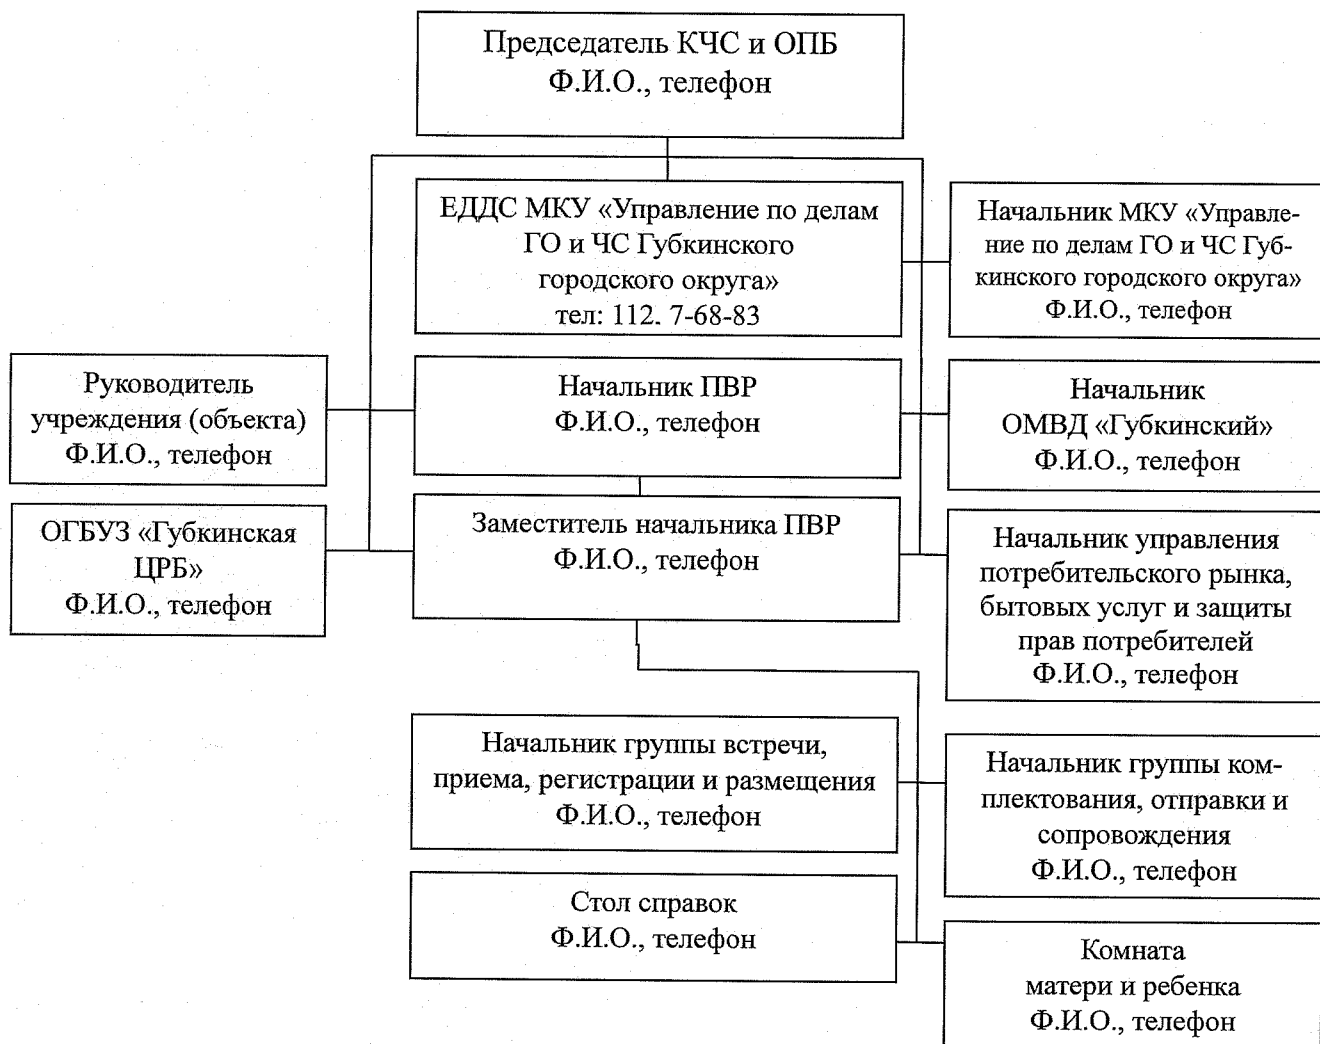 Председатель КЧС и ОПБ
Ф.И.О., телефон
ЕДДС МКУ «Управление по делам
ГО и ЧС Губкинского
городского округа»
тел: 112. 7-68-83
Начальник МКУ «Управле-
ние по делам ГО и ЧС Губ-
кинского городского округа»
Ф.И.О., телефон
Руководитель
учреждения (объекта)
Ф.И.О., телефон
Начальник ПВР
Ф.И.О., телефон
Начальник
ОМВД «Губкинский»
Ф.И.О., телефон
ОГБУЗ «Губкинская
ЦРБ»
Ф.И.О., телефон
Заместитель начальника ПВР
Ф.И.О., телефон
Начальник управления
потребительского рынка,
бытовых услуг и защиты
прав потребителей
Ф.И.О., телефон
Начальник группы встречи,
приема, регистрации и размещения
Ф.И.О., телефон
Начальник группы ком-
плектования, отправки и
сопровождения
Ф.И.О., телефон
Стол справок
Ф.И.О., телефон
Комната
матери и ребенка
Ф.И.О., телефон